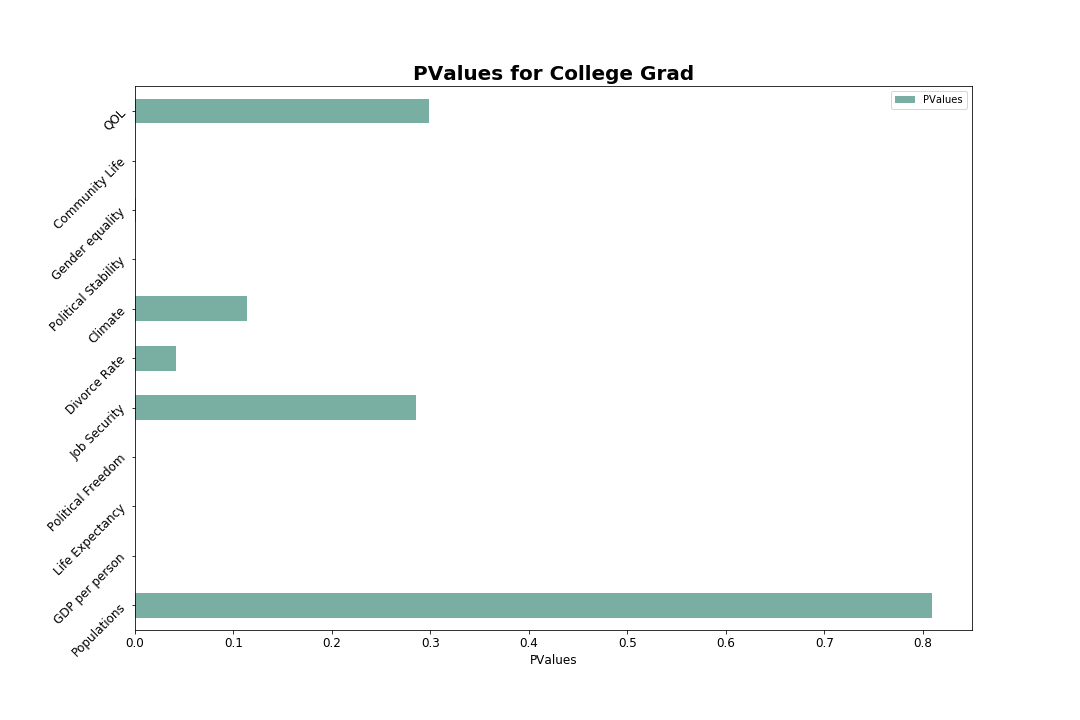 PValues for College Grad
PValues
QOL
Community Life
Gender equality
Political Stability
Climate
Divorce Rate
Job Security
Political Freedom
Life Expectancy
GDP per person
Populations
0.0 0.1 0.2 0.3 0.4 0.5 0.6 0.7 0.8
PValues